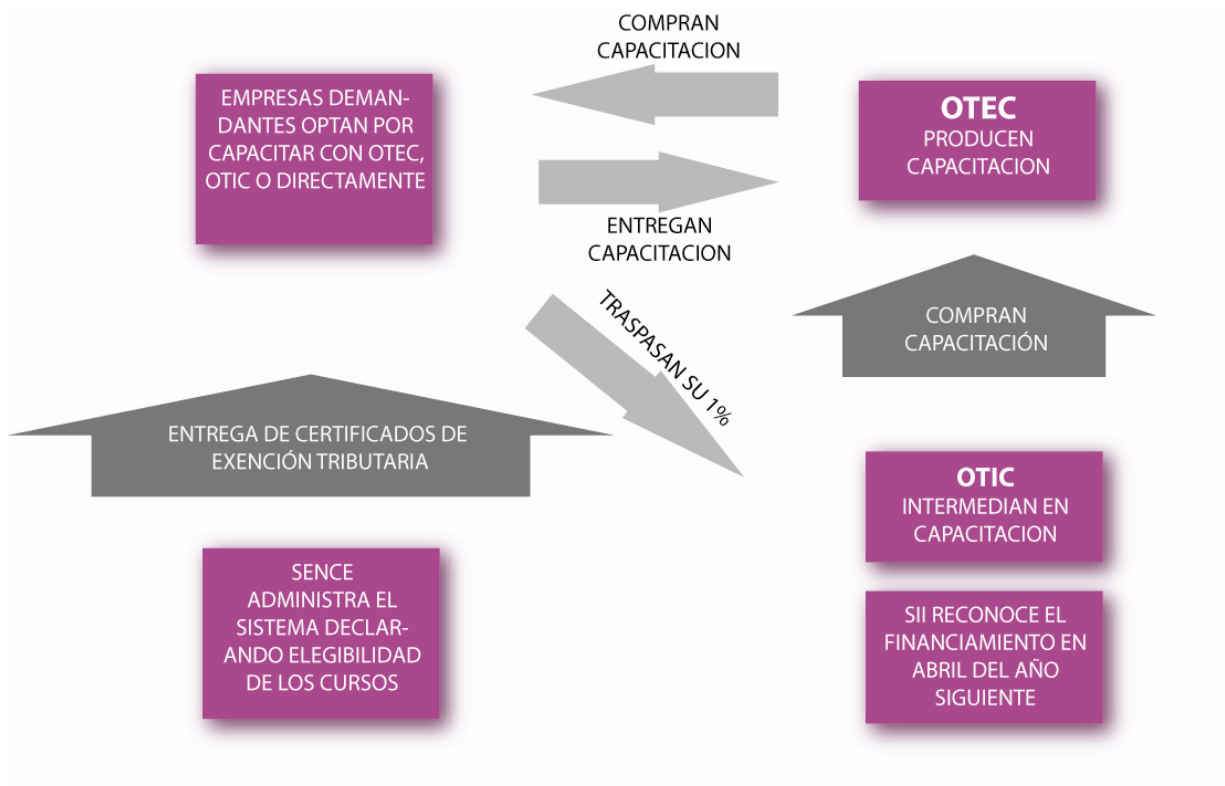 COMPRAN
CAPACITACION
EMPRESAS DEMAN-
DANTES OPTAN POR
CAPACITAR CON OTEC,
OTIC O DIRECTAMENTE
OTEC
PRODUCEN
CAPACITACION
ENTREGAN
CAPACITACION
TRASPASAN SU 1%
COMPRAN
CAPACITACIÓN
ENTREGA DE CERTIFICADOS DE
EXENCIÓN TRIBUTARIA
OTIC
INTERMEDIAN EN
CAPACITACION
SENCE
ADMINISTRA EL
SISTEMA DECLAR-
ANDO ELEGIBILIDAD
DE LOS CURSOS
SII RECONOCE EL
FINANCIAMIENTO EN
ABRIL DEL AÑO
SIGUIENTE